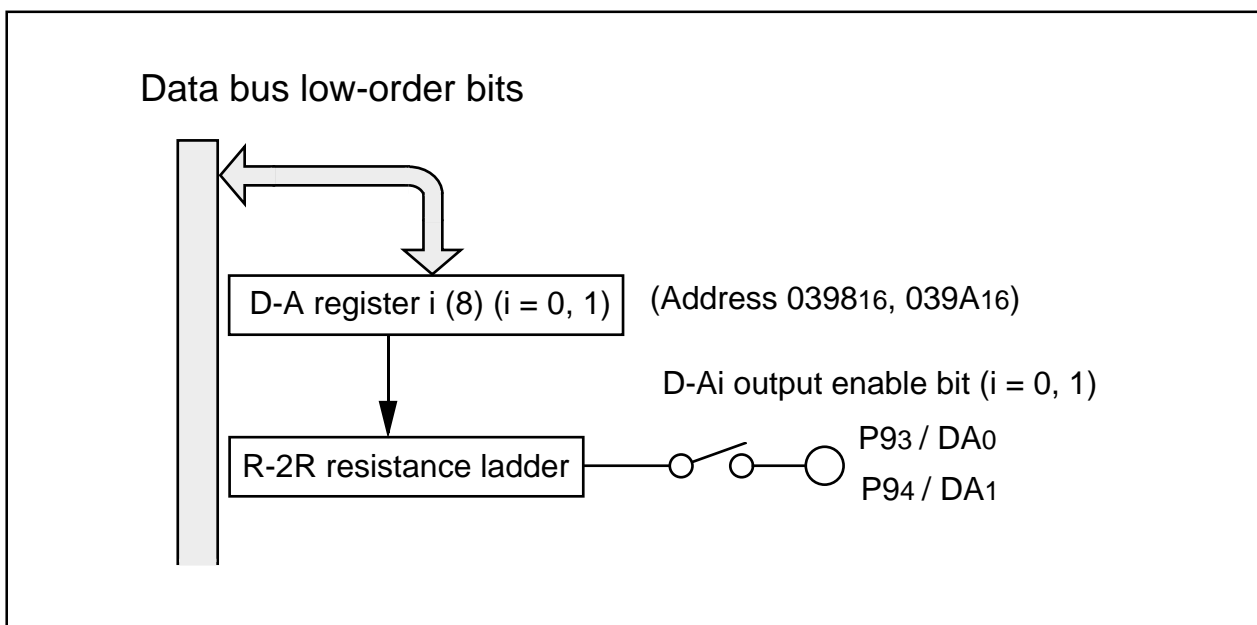 Data bus low-order bits
D-A register i (8) (i = 0, 1)
(Address 039816, 039A16)
D-Ai output enable bit (i = 0, 1)
P93 / DA0
R-2R resistance ladder
P94 / DA1